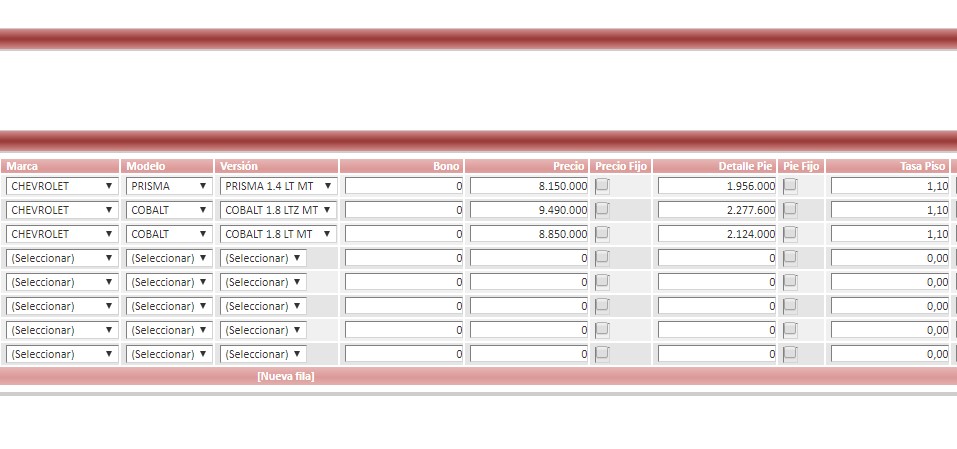 Marca Modelo Versión Bono Precio Precio Fijo Detalle Pie Pie Fijo Tasa Piso
CHEVROLET PRISMA PRISMA 1.4 LT MT 0 8.150.000 1.956.000 1,10
CHEVROLET COBALT COBALT 1.8 LTZ MT 0 9.490.000 2.277.600 1,10
CHEVROLET COBALT COBALT 1.8 LT MT 0 8.850.000 2.124.000 1,10
(Seleccionar) (Seleccionar) (Seleccionar) 0 0 0 0,00
(Seleccionar) (Seleccionar) (Seleccionar) 0 0 0 0,00
(Seleccionar) (Seleccionar) (Seleccionar) 0 0 0 0,00
(Seleccionar) (Seleccionar) (Seleccionar) 0 0 0 0,00
(Seleccionar) (Seleccionar) (Seleccionar) 0 0 0 0,00
[Nueva fila]